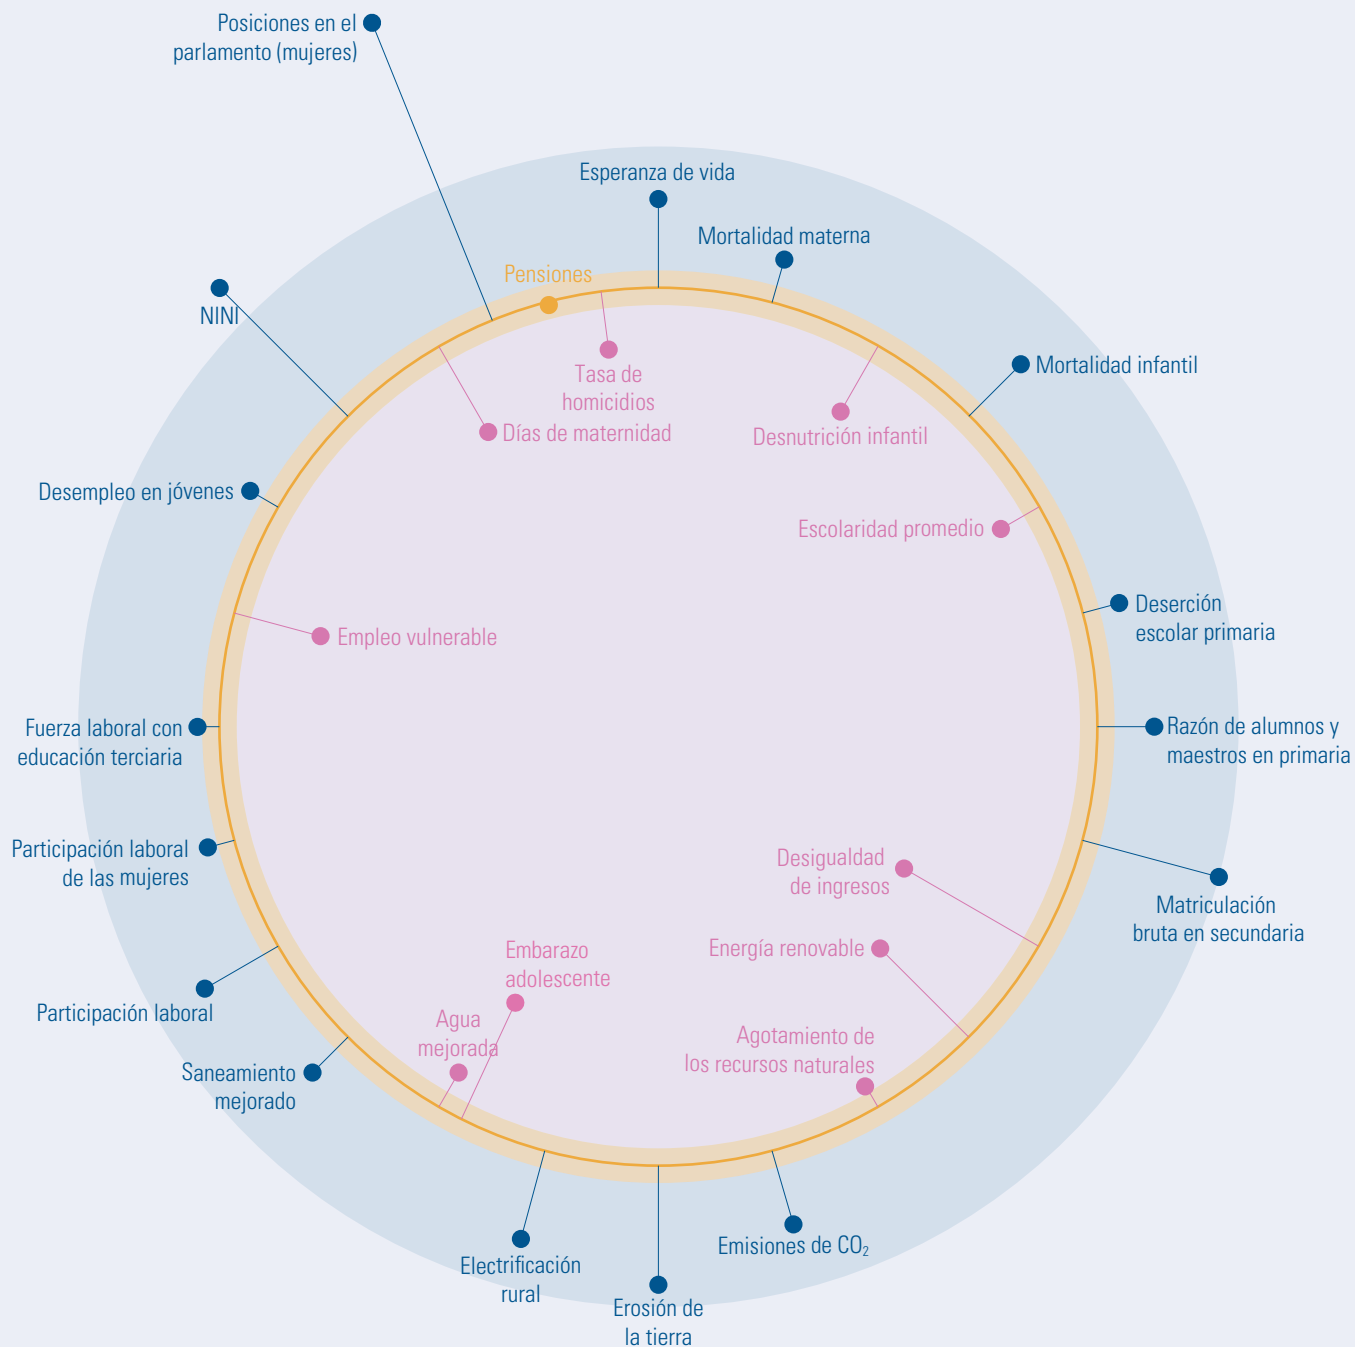 Posiciones en el
parlamento (mujeres)
Esperanza de vida
Mortalidad materna
Pensiones
NINI
Mortalidad infantil
Tasa de
homicidios
Días de maternidad
Desnutrición infantil
Desempleo en jóvenes
Escolaridad promedio
Deserción
escolar primaria
Empleo vulnerable
Fuerza laboral con
educación terciaria
Razón de alumnos y
maestros en primaria
Participación laboral
de las mujeres
Desigualdad
de ingresos
Matriculación
bruta en secundaria
Energía renovable
Embarazo
adolescente
Participación laboral
Agua
mejorada
Agotamiento de
los recursos naturales
Saneamiento
mejorado
Emisiones de CO₂
Electrificación
rural
Erosión de
la tierra